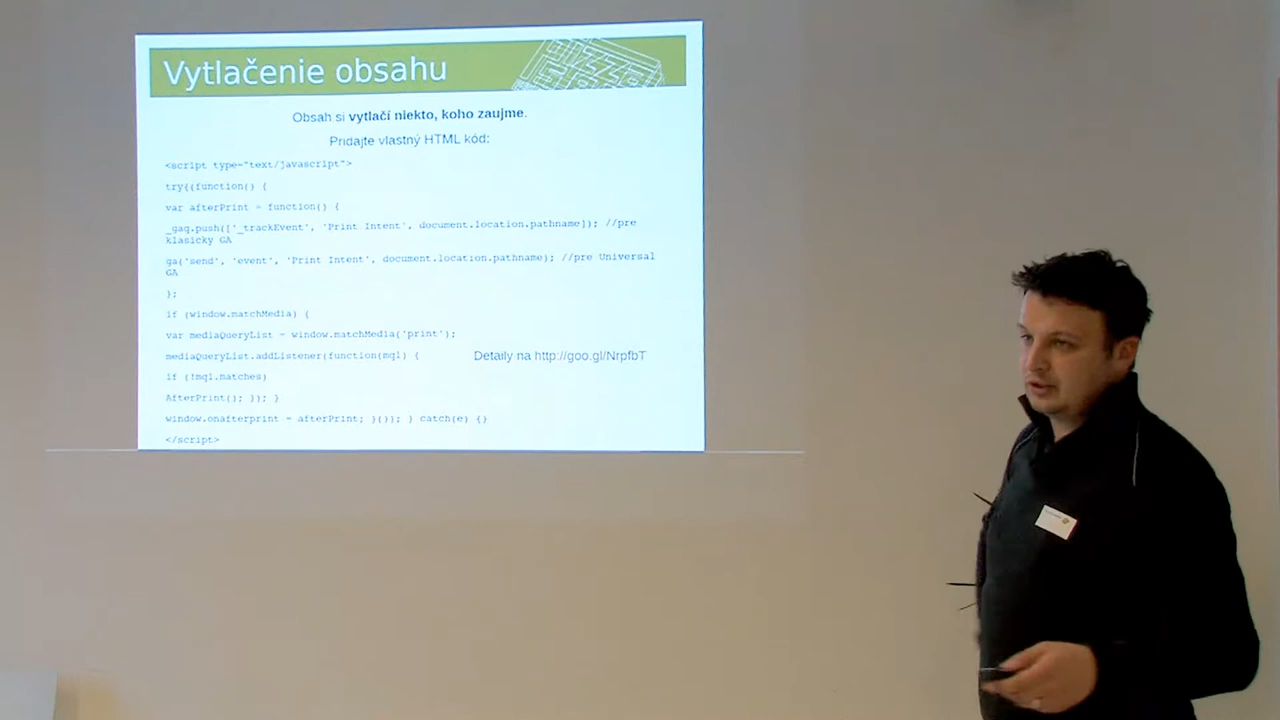 Vytlačenie obsahu
Obsah si vytlačí niekto, koho zaujme.
Pridajte vlastný HTML kód:
<script type="text/javascript">
try{(function() {
var afterPrint = function() {
_gaq.push(['_trackEvent', 'Print Intent', document.location.pathname]); //pre
klasicky GA
ga('send', 'event', 'Print Intent', document.location.pathname); //pre Universal
GA
};
if (window.matchMedia) {
var mediaQueryList = window.matchMedia('print');
mediaQueryList.addListener(function(mql) {
Detaily na http://goo.gl/NrpfbT
if (!mql.matches)
AfterPrint(); }); }
window.onafterprint = afterPrint; }()); } catch(e) {}
</script>